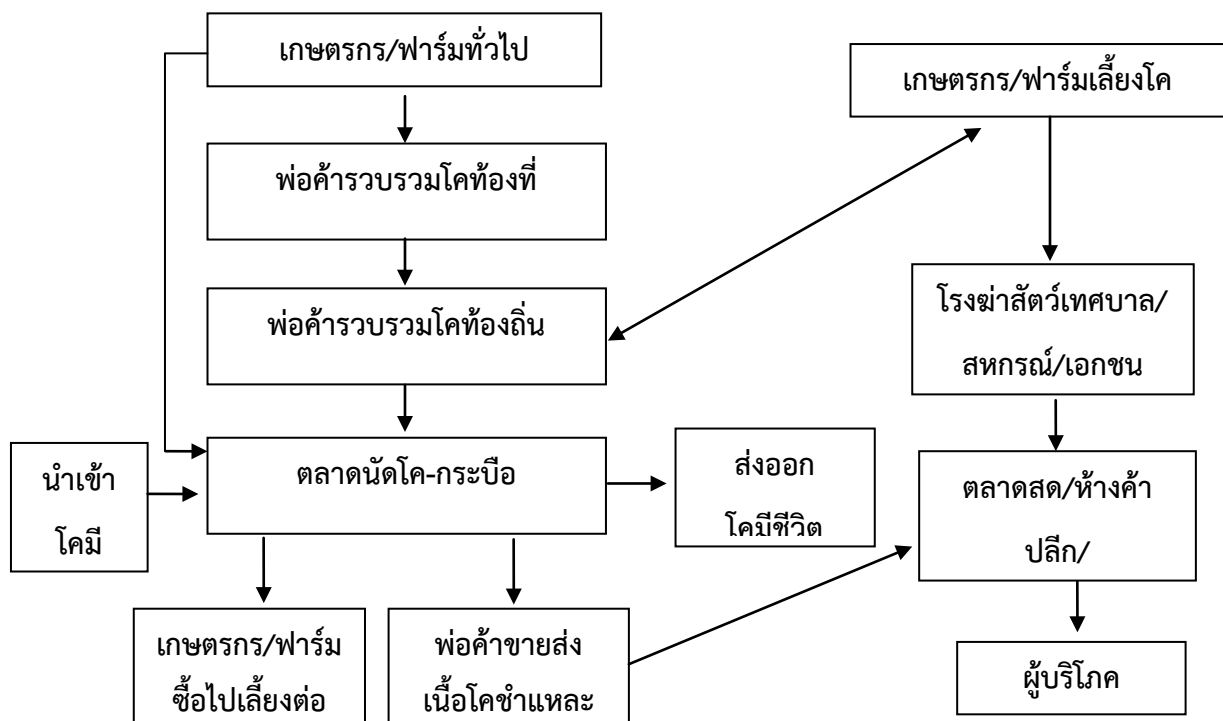 เกษตรกร/ฟาร์มทั่วไป
เกษตรกร/ฟาร์มเลี้ยงโค
พ่อค้ารวบรวมโคท้องที่
พ่อค้ารวบรวมโคท้องถิ่น
โรงฆ่าสัตว์เทศบาล/
สหกรณ์/เอกชน
นำเข้า
โคมี
ตลาดนัดโค-กระบือ
ส่งออก
โคมีชีวิต
ตลาดสด/ห้างค้า
ปลีก/
เกษตรกร/ฟาร์ม
ซื้อไปเลี้ยงต่อ
พ่อค้าขายส่ง
เนื้อโคชำแหละ
ผู้บริโภค